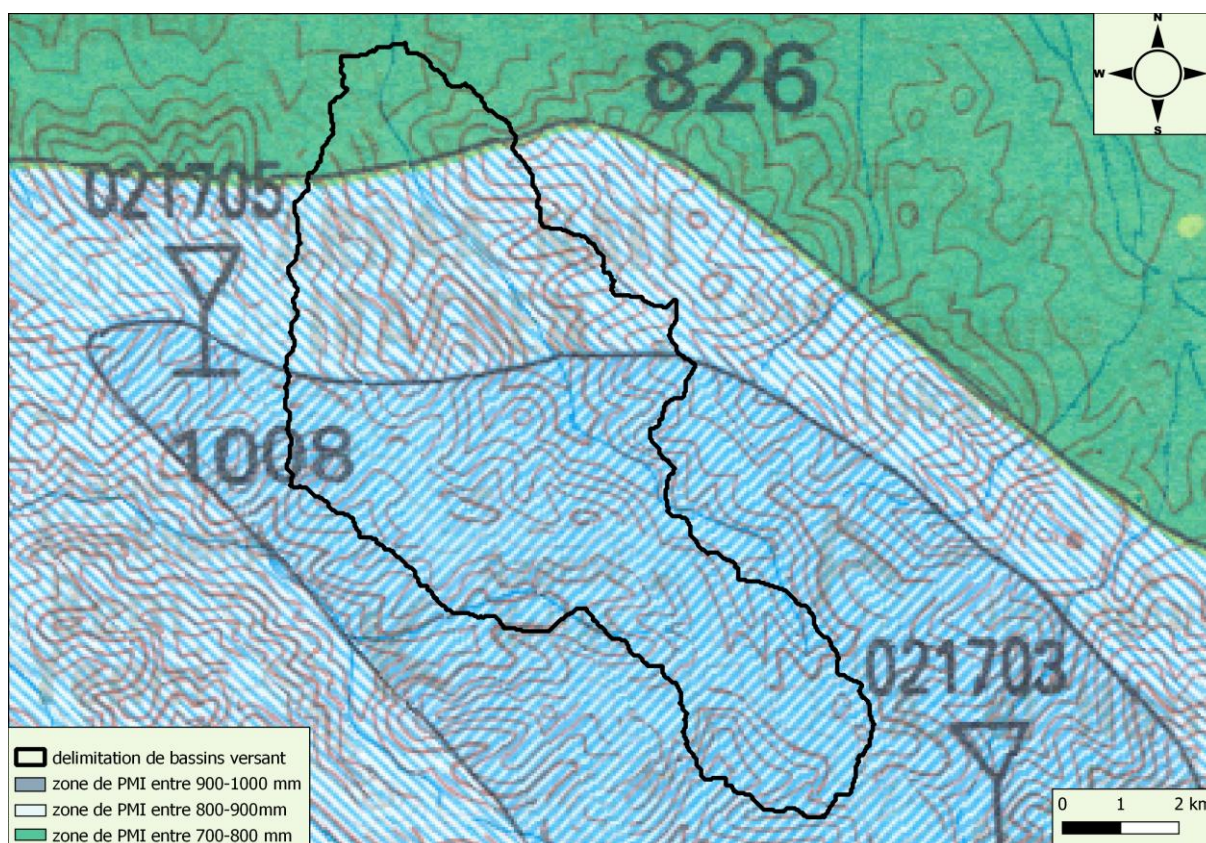 N
W
S
826
021705
1008
021703
delimitation de bassins versant
zone de PMI entre 900-1000 mm
zone de PMI entre 800-900mm
zone de PMI entre 700-800 mm
0 1 2 km